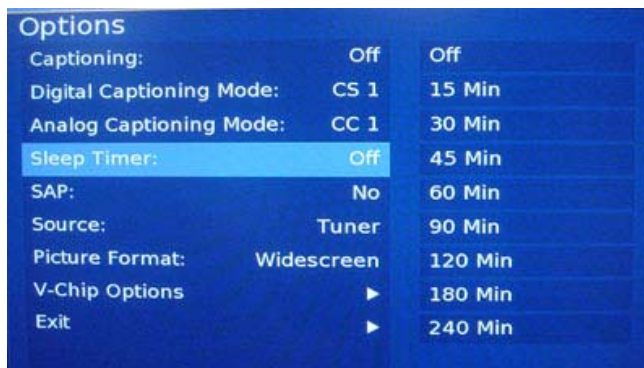 Options
Captioning: Off
Digital Captioning Mode: CS 1
Analog Captioning Mode: CC 1
Sleep Timer: Off
SAP: No
Source: Tuner
Picture Format: Widescreen
V-Chip Options ▶
Exit ▶
Off
15 Min
30 Min
45 Min
60 Min
90 Min
120 Min
180 Min
240 Min